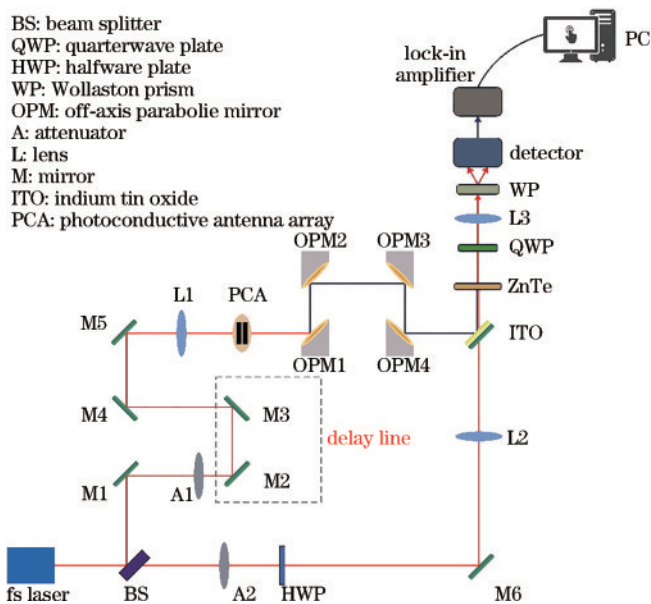 BS: beam splitter
QWP: quarterwave plate
HWP: halfware plate
WP: Wollaston prism
OPM: off-axis parabolie mirror
A: attenuator
L: lens
M: mirror
ITO: indium tin oxide
PCA: photoconductive antenna array
PC
lock-in
amplifier
detector
WP
L3
QWP
ZnTe
ITO
OPM2
OPM3
L1
PCA
M5
OPM1
OPM4
M4
M3
delay line
L2
M1
A1
M2
fs laser
BS
A2
HWP
M6